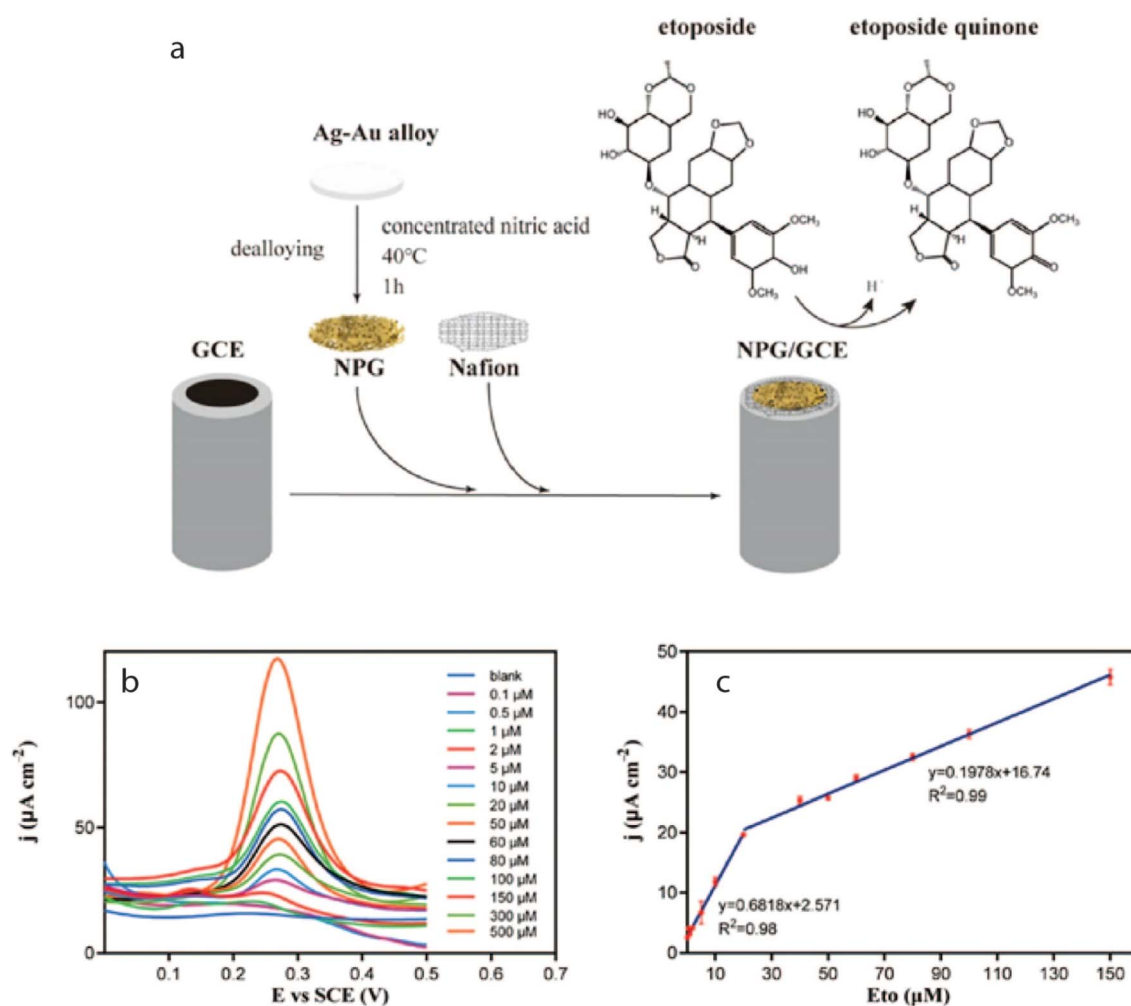 a
etoposide
etoposide quinone
HO
HO
O
O
O
O
O
O
H
H
O
O
OCH₃
OH
OCH₃
HO
HO
O
O
O
O
O
O
H
H
O
O
OCH₃
O
OCH₃
H⁺
Ag-Au alloy
dealloying
concentrated nitric acid
40°C
1h
GCE
NPG
Nafion
NPG/GCE
b
j (μA cm⁻²)
100
50
0
0.1 0.2 0.3 0.4 0.5 0.6 0.7
E vs SCE (V)
blank
0.1 μM
0.5 μM
1 μM
2 μM
5 μM
10 μM
20 μM
50 μM
60 μM
80 μM
100 μM
150 μM
300 μM
500 μM
c
j (μA cm⁻²)
50
40
30
20
10
0
10 30 50 70 90 110 130 150
Eto (μM)
y=0.1978x+16.74
R²=0.99
y=0.6818x+2.571
R²=0.98